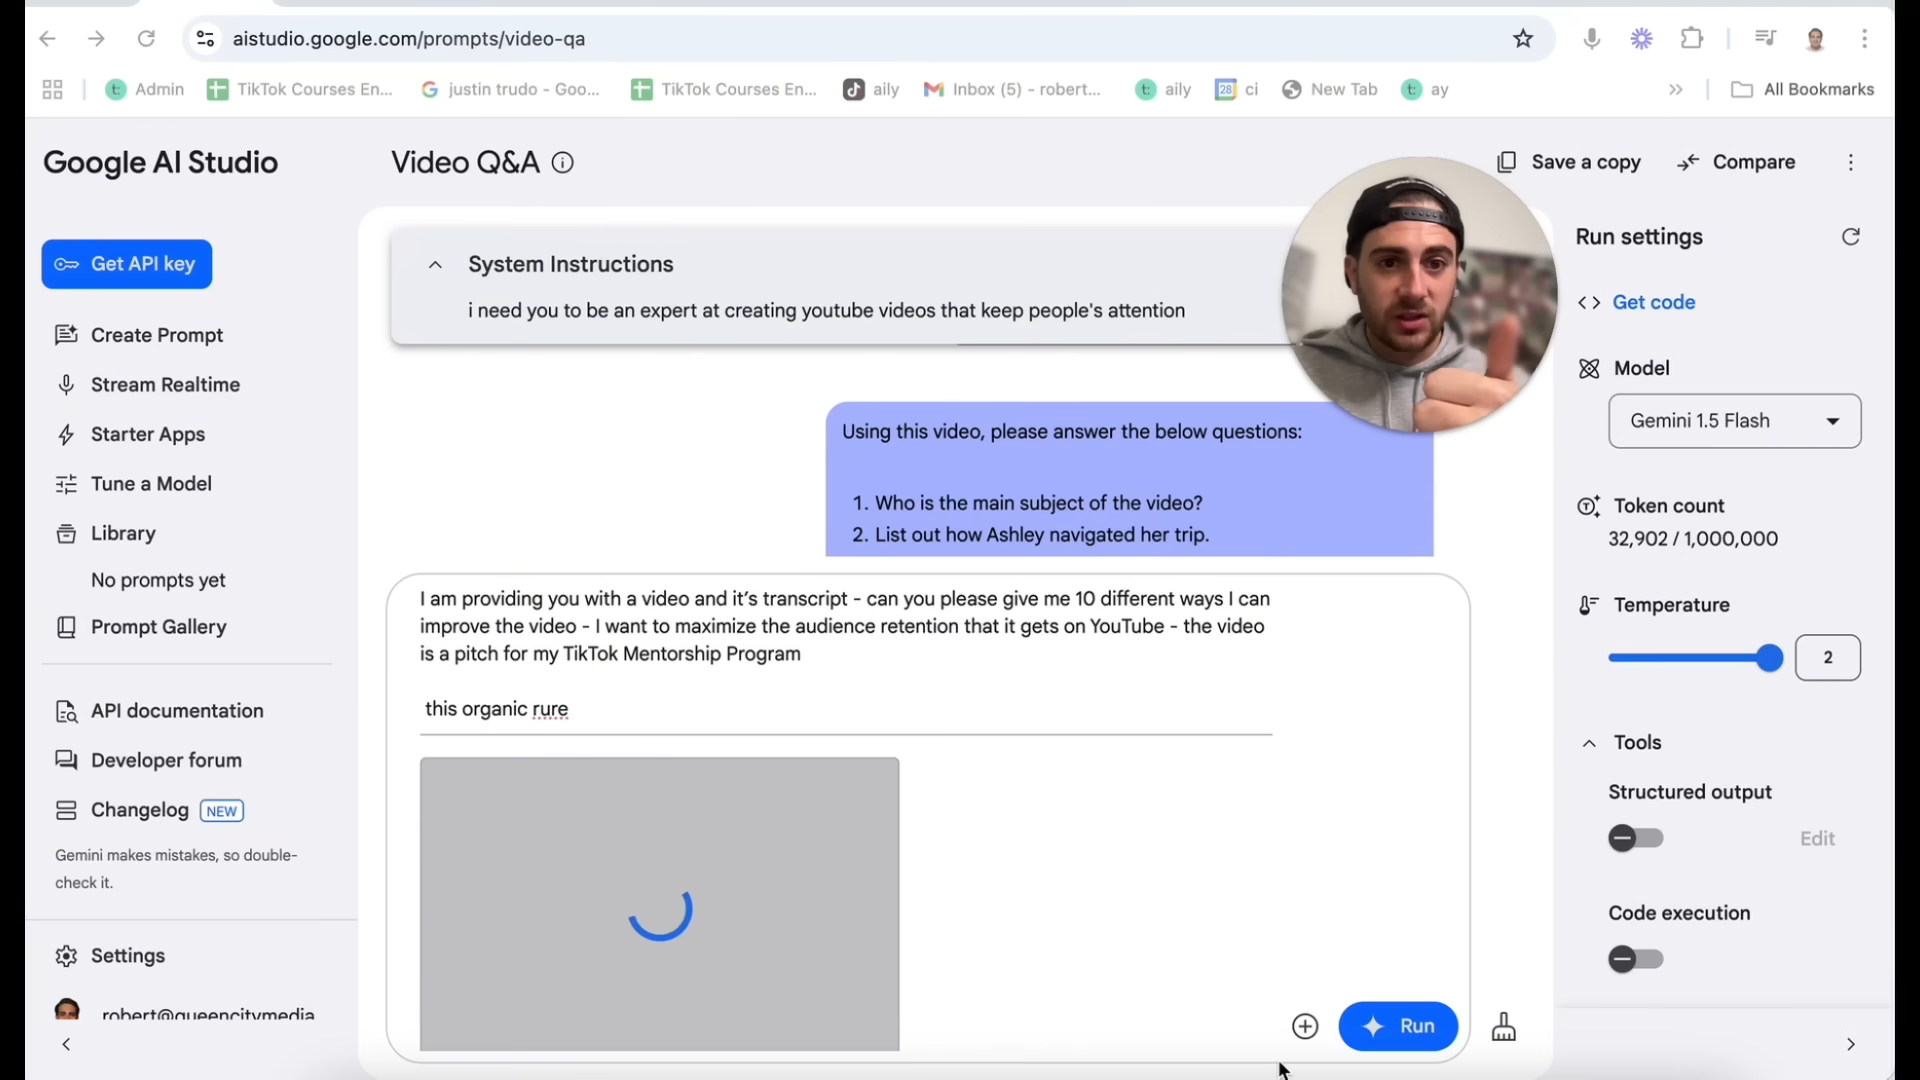 aistudio.google.com/prompts/video-qa
Admin
TikTok Courses En...
justin trudo - Goo...
TikTok Courses En...
aily
Inbox (5) - robert...
aily
28
ci
New Tab
ay
All Bookmarks
Google AI Studio
Video Q&A
Save a copy
Compare
Get API key
Create Prompt
Stream Realtime
Starter Apps
Tune a Model
Library
No prompts yet
Prompt Gallery
API documentation
Developer forum
Changelog NEW
Gemini makes mistakes, so double-
check it.
Settings
robert@queencitymedia
System Instructions
i need you to be an expert at creating youtube videos that keep people's attention
Using this video, please answer the below questions:
1. Who is the main subject of the video?
2. List out how Ashley navigated her trip.
I am providing you with a video and it’s transcript - can you please give me 10 different ways I can
improve the video - I want to maximize the audience retention that it gets on YouTube - the video
is a pitch for my TikTok Mentorship Program
this organic rure
Run
Run settings
Get code
Model
Gemini 1.5 Flash
Token count
32,902 / 1,000,000
Temperature
2
Tools
Structured output
Edit
Code execution